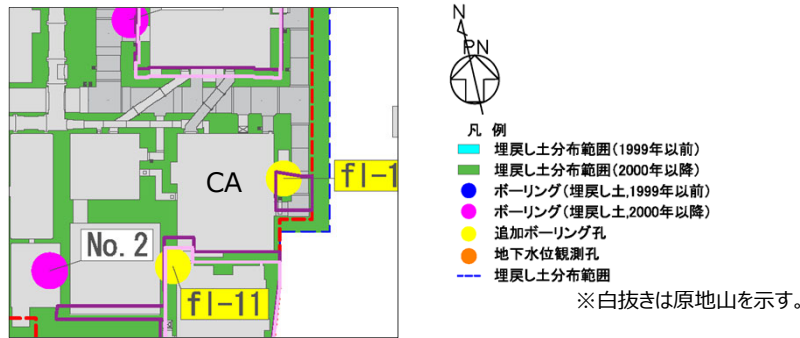 CA
fl-1
No. 2
fl-11
N
PN
凡 例
埋戻し土分布範囲(1999年以前)
埋戻し土分布範囲(2000年以降)
ボーリング(埋戻し土,1999年以前)
ボーリング(埋戻し土,2000年以降)
追加ボーリング孔
地下水位観測孔
埋戻し土分布範囲
※白抜きは原地山を示す。